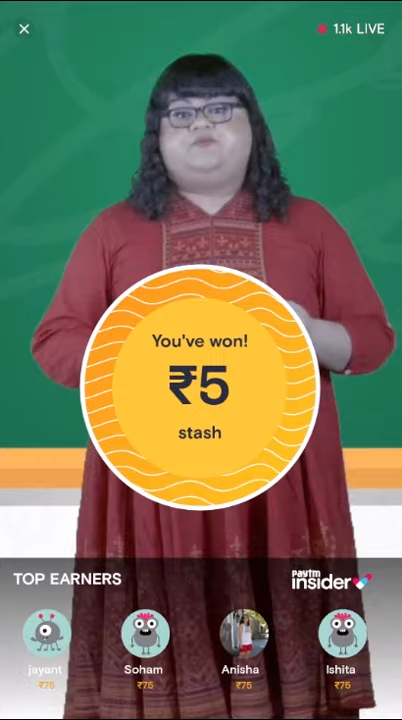 1.1k LIVE
You've won!
₹5
stash
TOP EARNERS
paytm
insider
jayant
Soham
Anisha
Ishita
₹75
₹75
₹75
₹75